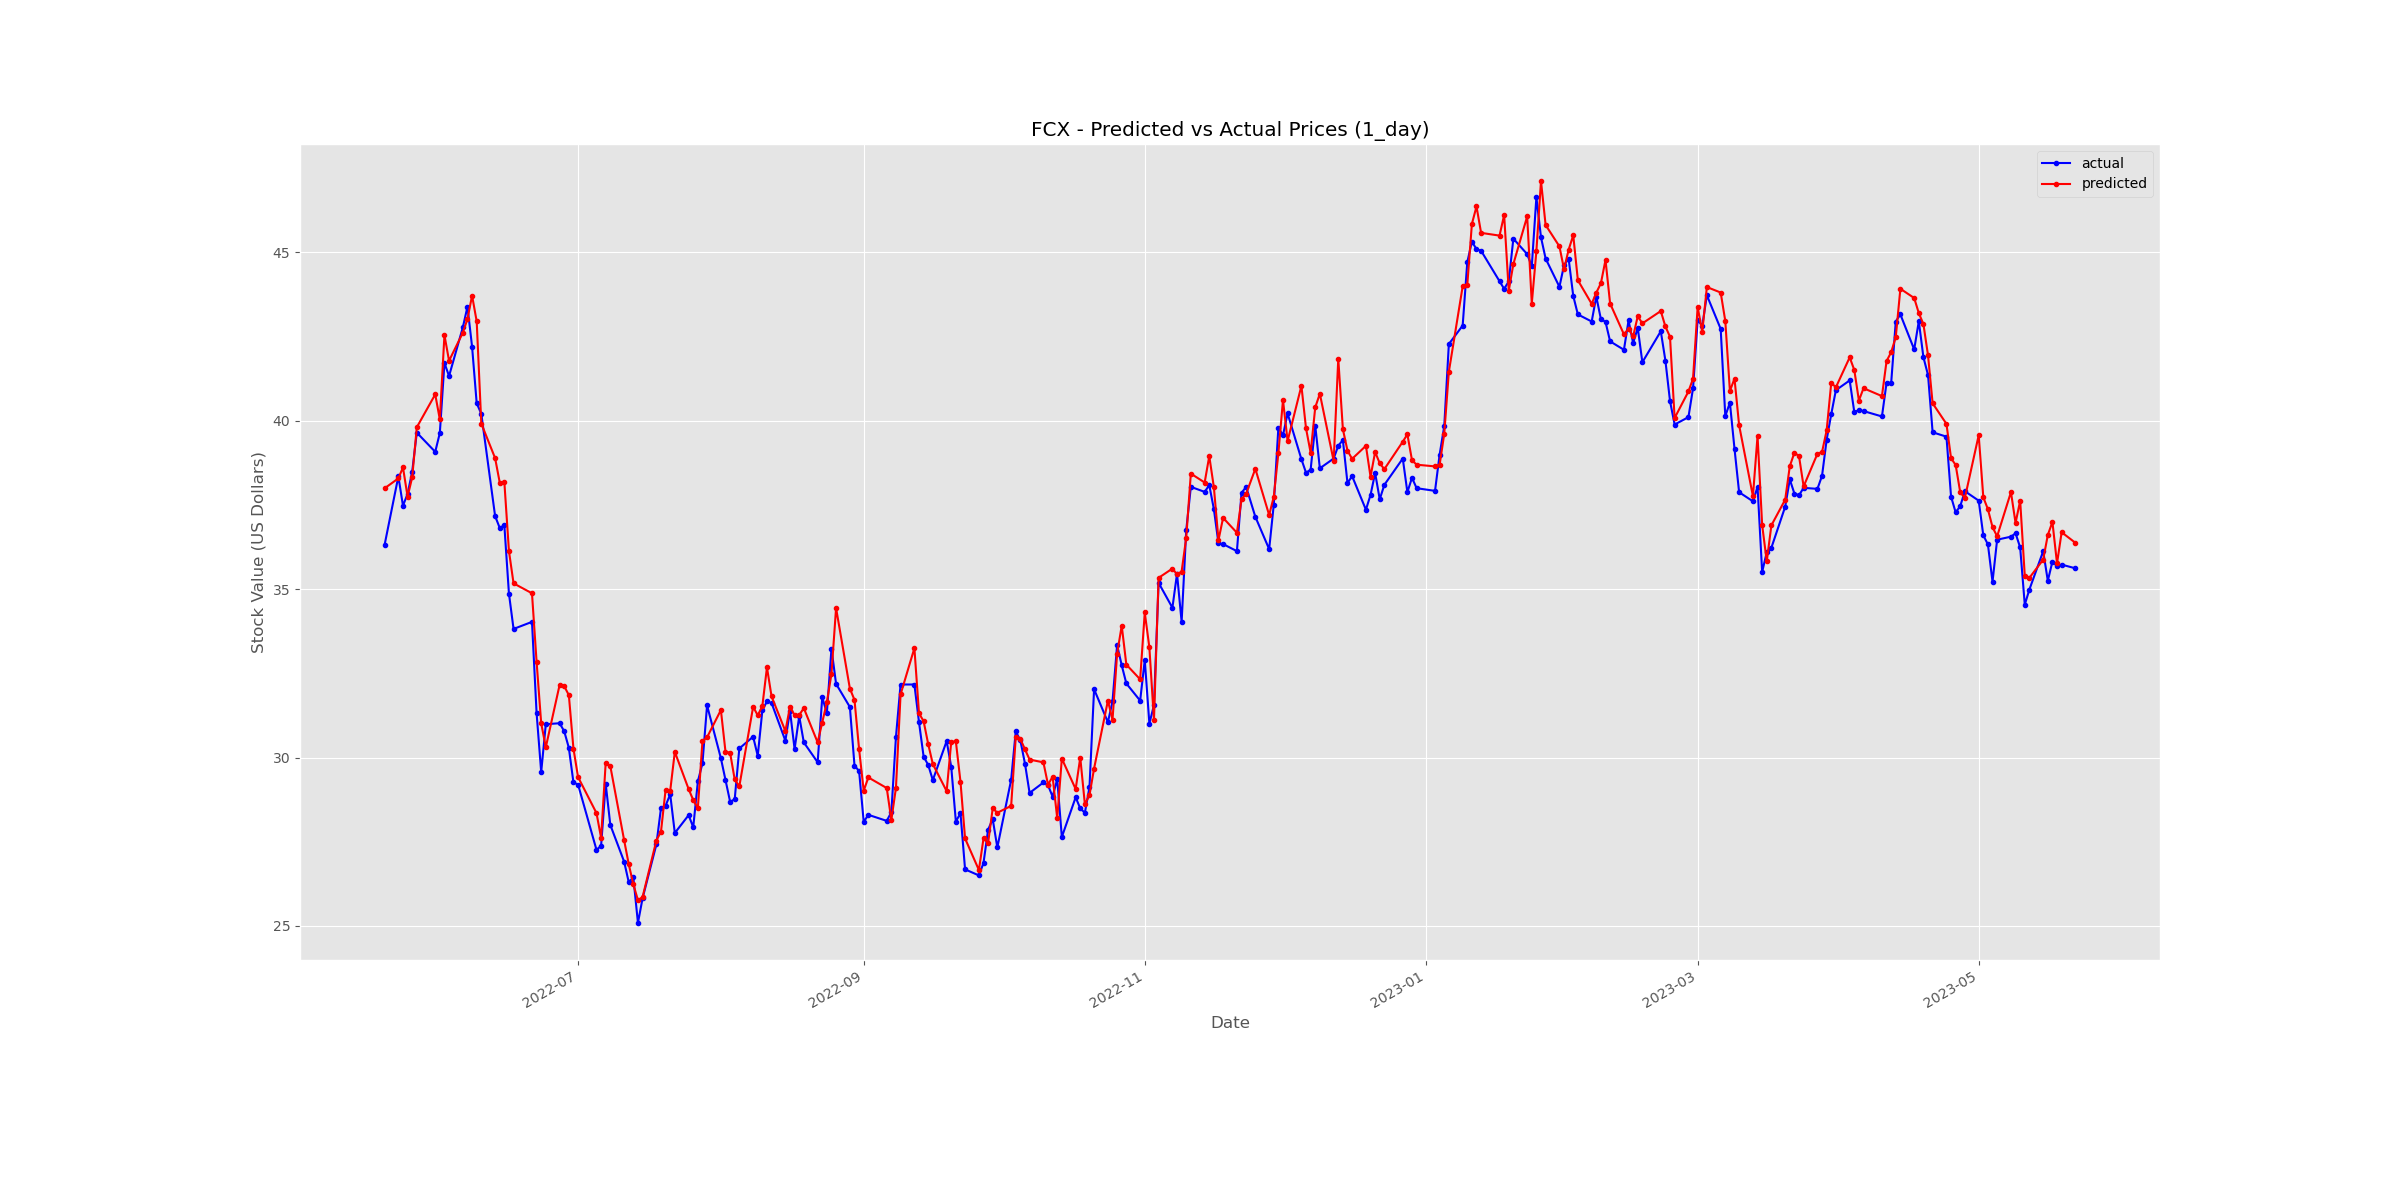 FCX - Predicted vs Actual Prices (1_day)
actual
predicted
45
40
35
30
25
Stock Value (US Dollars)
2022-07
2022-09
2022-11
2023-01
2023-03
2023-05
Date